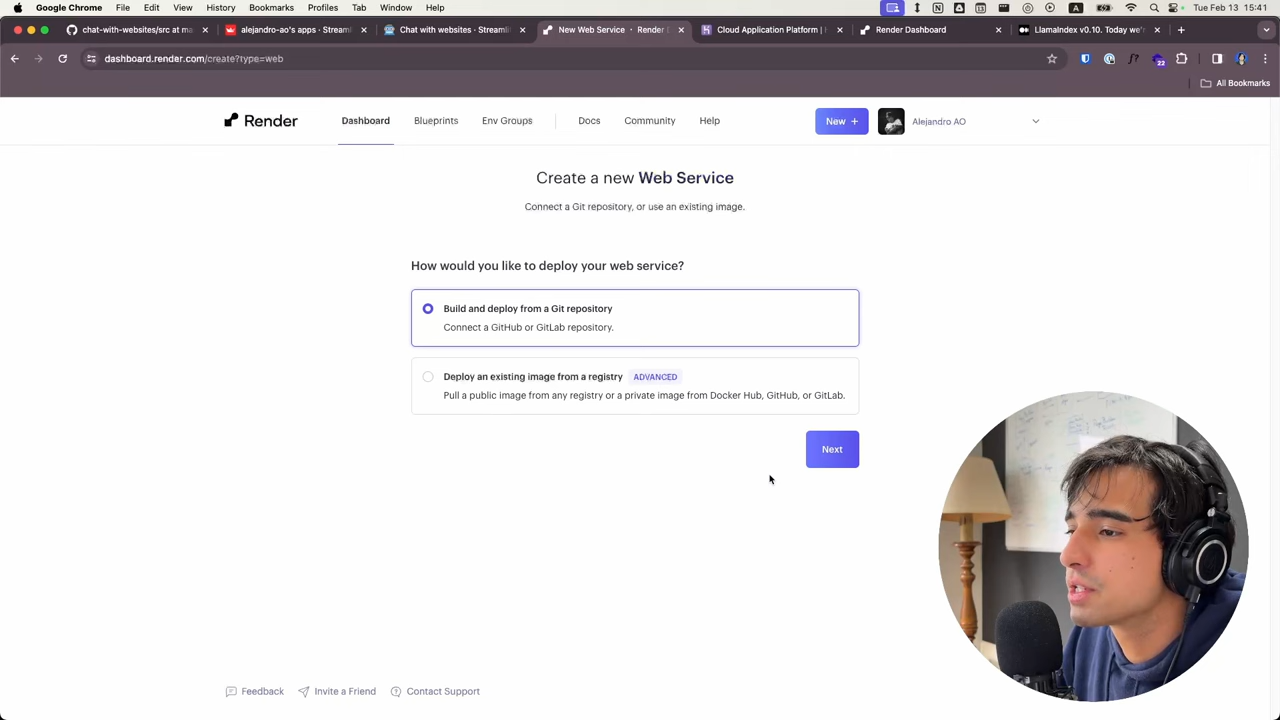 Google Chrome File Edit View History Bookmarks Profiles Tab Window Help Tue Feb 13 15:41
chat-with-websites/src at ma alejandro-ao's apps · Streaml Chat with websites · Streamli New Web Service · Render D Cloud Application Platform | Render Dashboard LlamaIndex v0.10. Today we'r
dashboard.render.com/create?type=web
22
All Bookmarks
Render Dashboard Blueprints Env Groups Docs Community Help New + Alejandro AO
Create a new Web Service
Connect a Git repository, or use an existing image.
How would you like to deploy your web service?
Build and deploy from a Git repository
Connect a GitHub or GitLab repository.
Deploy an existing image from a registry ADVANCED
Pull a public image from any registry or a private image from Docker Hub, GitHub, or GitLab.
Next
Feedback Invite a Friend Contact Support